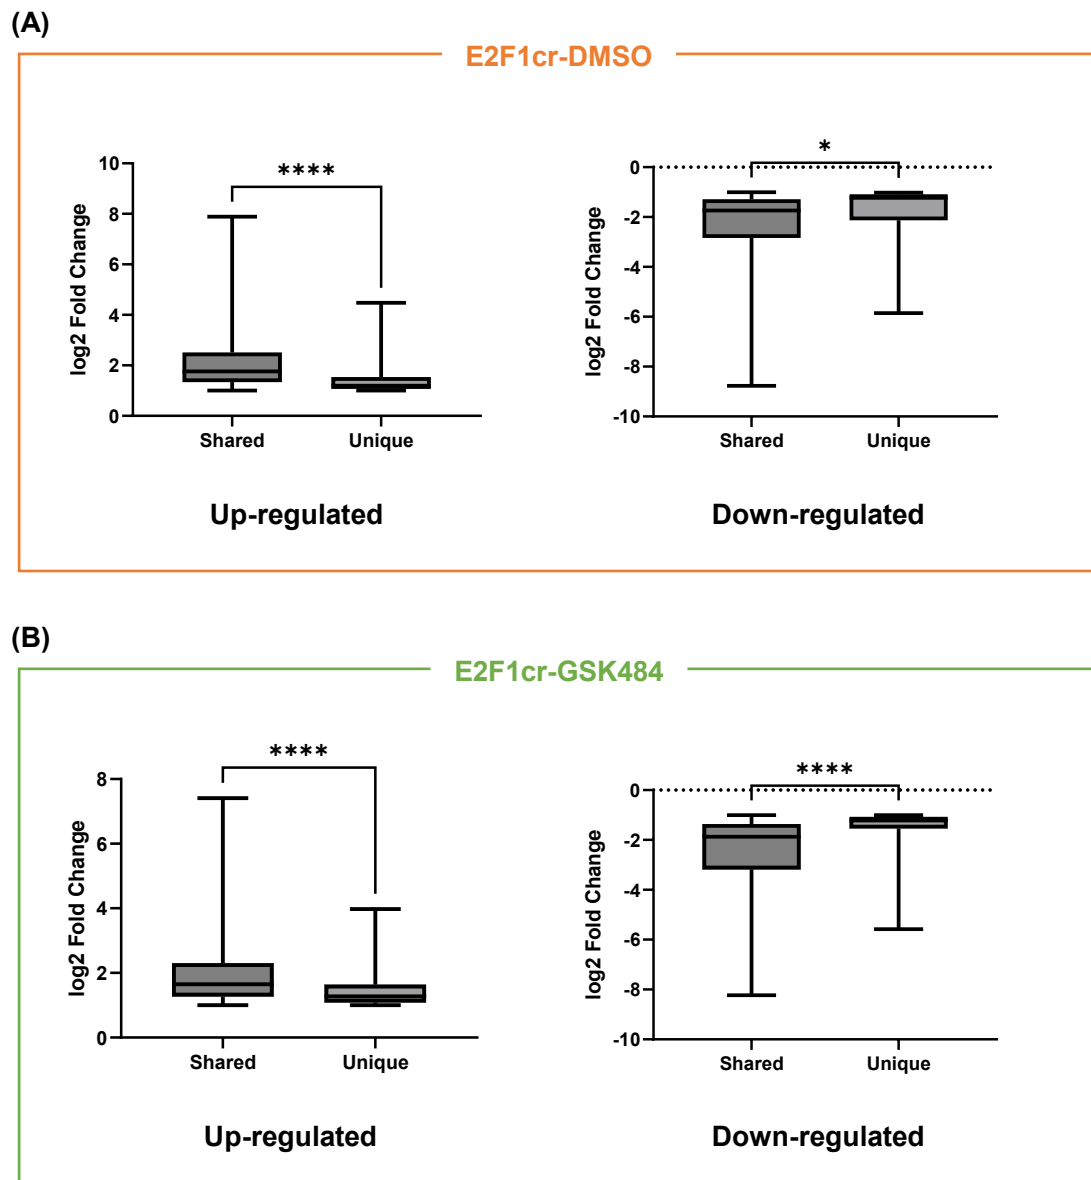 (A)
E2F1cr-DMSO
10
8
6
4
2
0
log2 Fold Change
****
Shared
Unique
Up-regulated
0
-2
-4
-6
-8
-10
log2 Fold Change
*
Shared
Unique
Down-regulated
(B)
E2F1cr-GSK484
8
6
4
2
0
log2 Fold Change
****
Shared
Unique
Up-regulated
0
-2
-4
-6
-8
-10
log2 Fold Change
****
Shared
Unique
Down-regulated